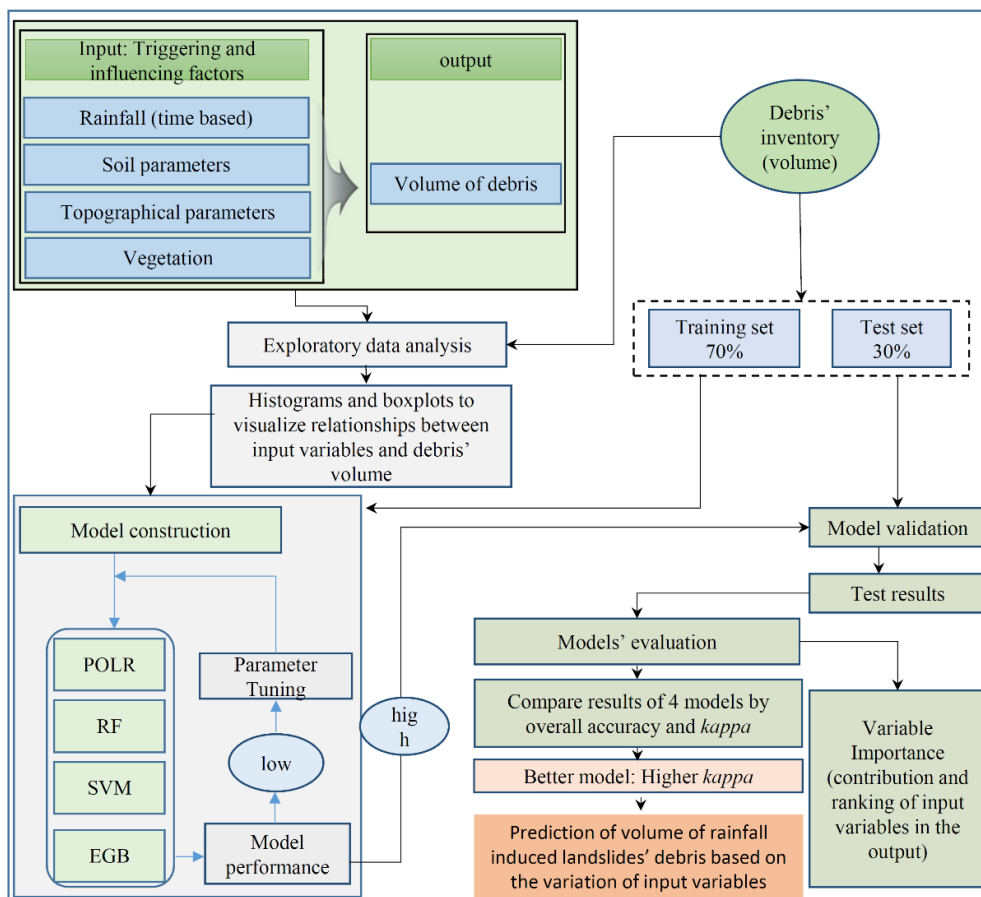 Input: Triggering and
influencing factors
Rainfall (time based)
Soil parameters
Topographical parameters
Vegetation
output
Volume of debris
Debris’
inventory
(volume)
Training set
70%
Test set
30%
Exploratory data analysis
Histograms and boxplots to
visualize relationships between
input variables and debris’
volume
Model construction
POLR
RF
SVM
EGB
Parameter
Tuning
low
Model
performance
hig
h
Model validation
Test results
Models’ evaluation
Compare results of 4 models by
overall accuracy and kappa
Better model: Higher kappa
Prediction of volume of rainfall
induced landslides’ debris based on
the variation of input variables
Variable
Importance
(contribution and
ranking of input
variables in the
output)